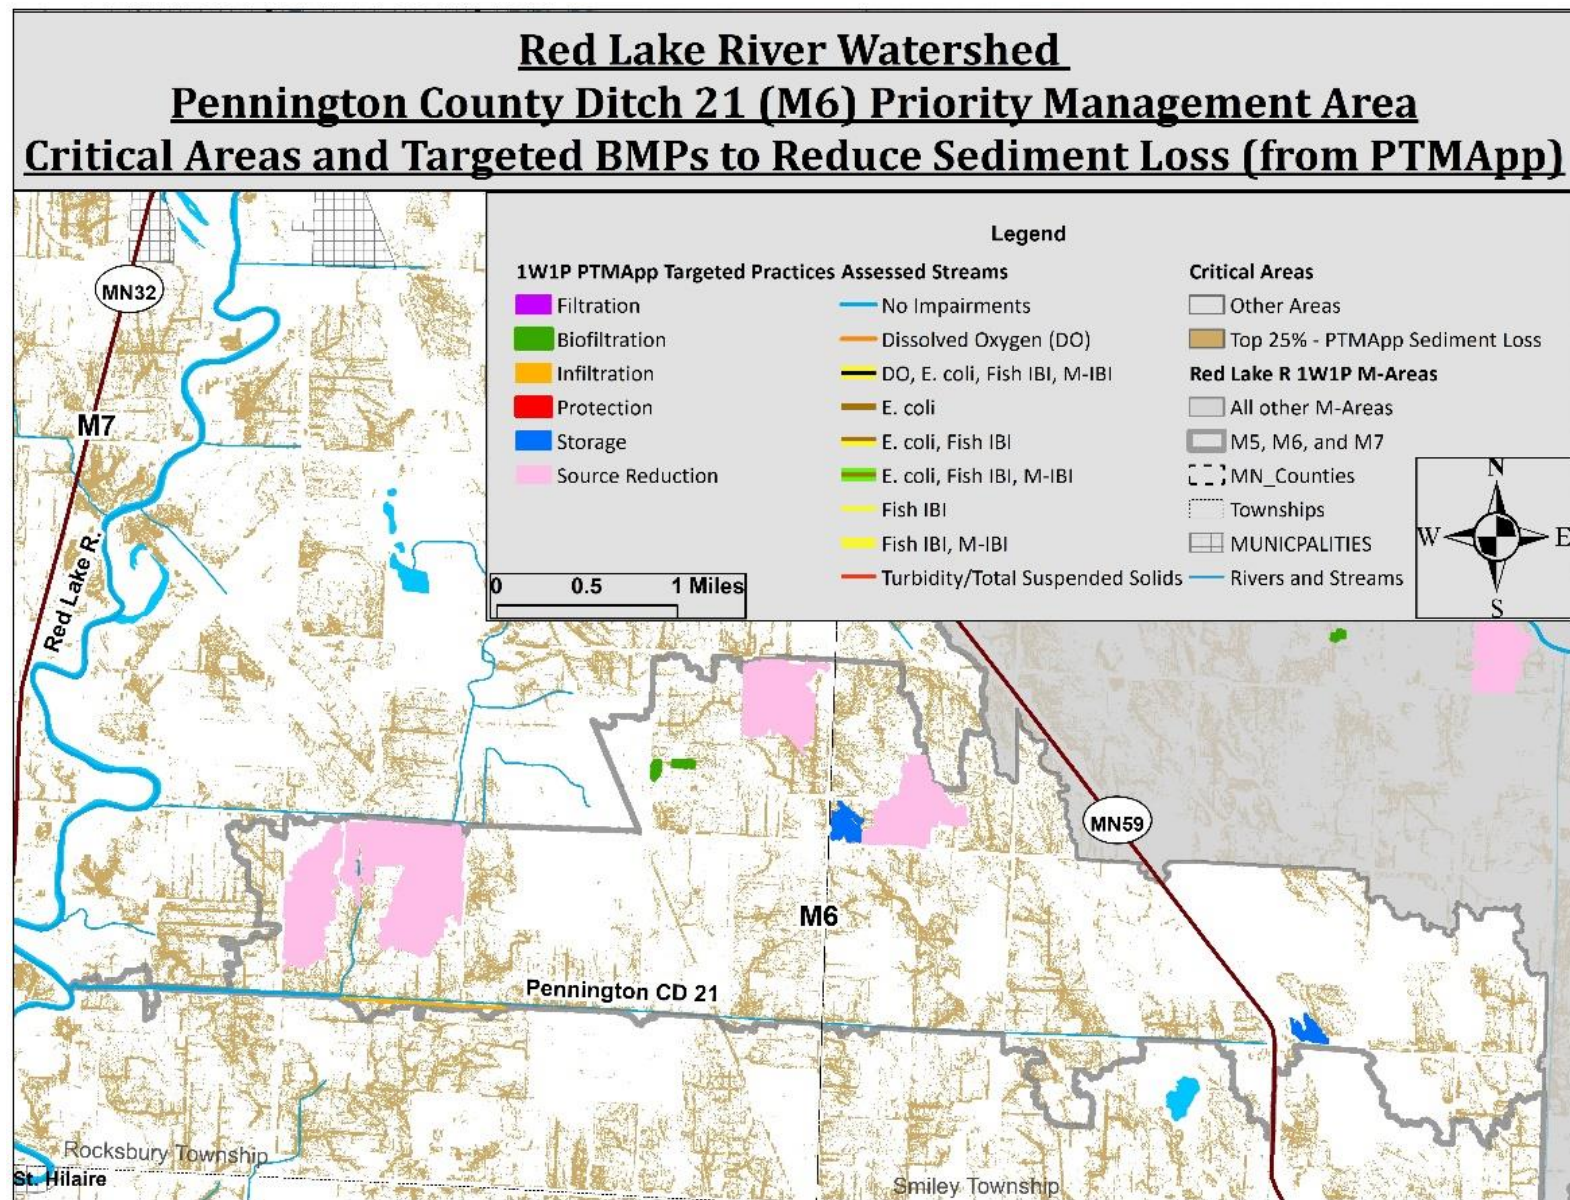 Red Lake River Watershed
Pennington County Ditch 21 (M6) Priority Management Area
Critical Areas and Targeted BMPs to Reduce Sediment Loss (from PTMApp)
Legend
1W1P PTMApp Targeted Practices
Filtration
Biofiltration
Infiltration
Protection
Storage
Source Reduction
Assessed Streams
No Impairments
Dissolved Oxygen (DO)
DO, E. coli, Fish IBI, M-IBI
E. coli
E. coli, Fish IBI
E. coli, Fish IBI, M-IBI
Fish IBI
Fish IBI, M-IBI
Turbidity/Total Suspended Solids
Critical Areas
Other Areas
Top 25% - PTMApp Sediment Loss
Red Lake R 1W1P M-Areas
All other M-Areas
M5, M6, and M7
MN_Counties
Townships
MUNICPALITIES
Rivers and Streams
N
W
E
S
0 0.5 1 Miles
MN32
M7
Red Lake R.
MN59
M6
Pennington CD 21
Rocksbury Township
St. Hilaire
Smiley Township